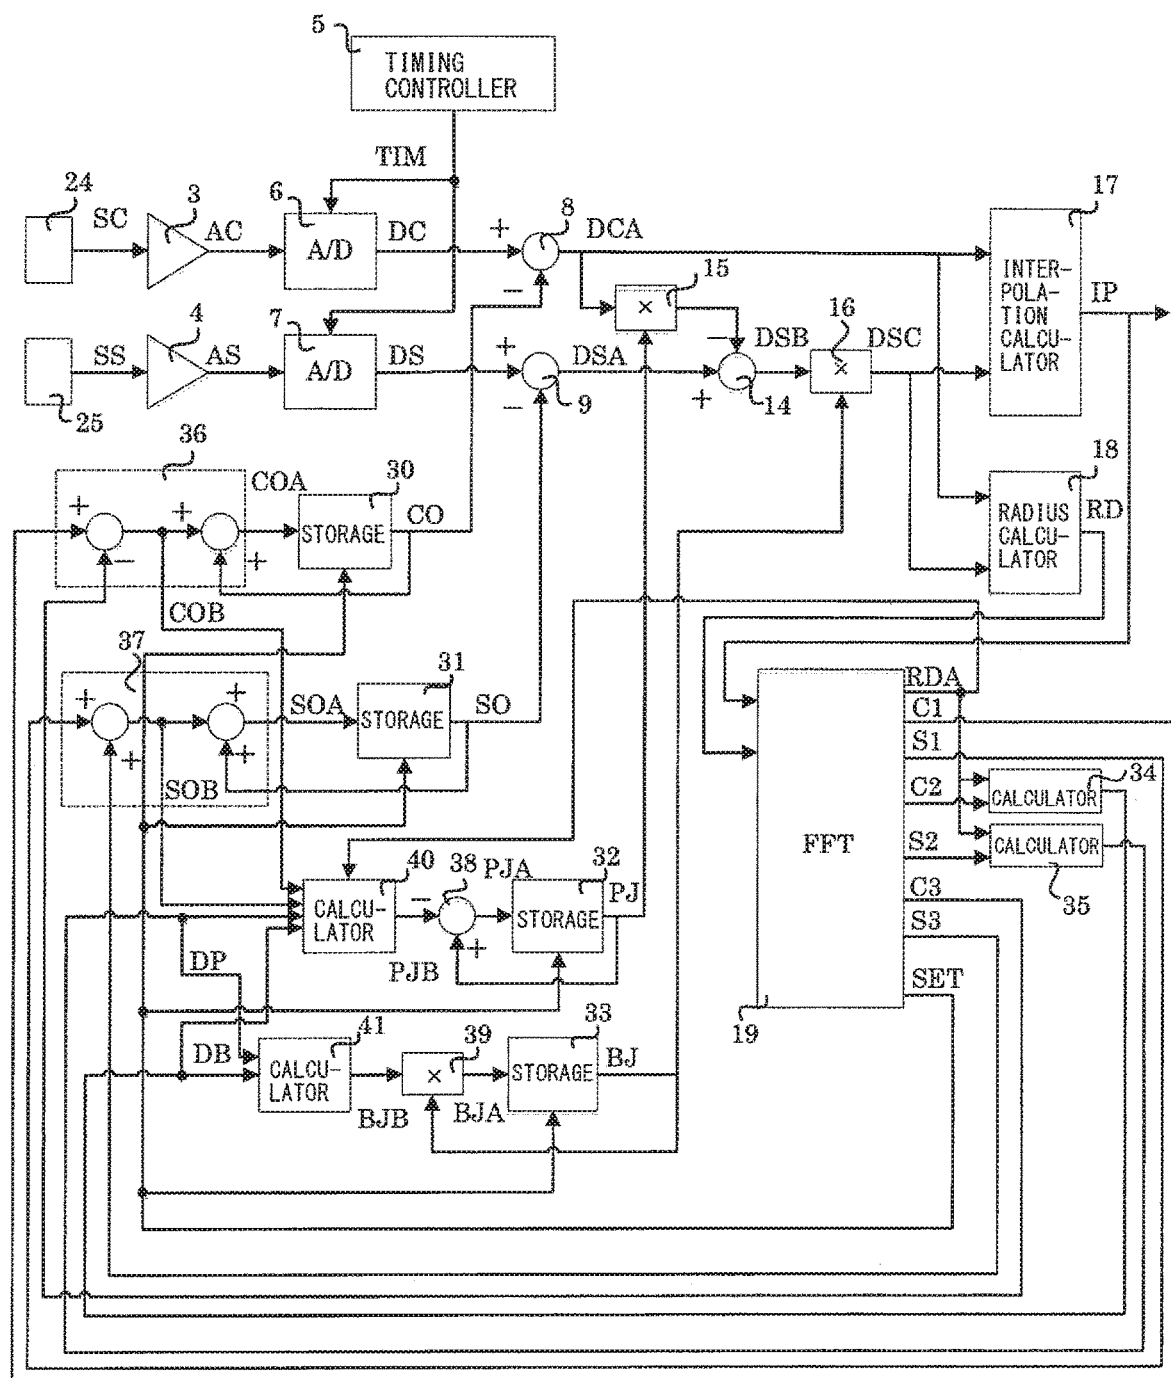 5
TIMING
CONTROLLER
TIM
24
SC
3
AC
6
A/D
DC
+
8
DCA
−
17
INTER-
POLA-
TION
CALCU-
LATOR
IP
15
×
25
SS
4
AS
7
A/D
DS
+
DSA
−
9
−
+
14
DSB
16
×
DSC
36
+
−
COB
+
+
COA
30
STORAGE
CO
18
RADIUS
CALCU-
LATOR
RD
37
+
+
SOB
+
+
SOA
31
STORAGE
SO
FFT
19
RDA
C1
S1
C2
S2
C3
S3
SET
34
CALCULATOR
CALCULATOR
35
40
CALCU-
LATOR
−
38
+
PJB
PJA
32
STORAGE
PJ
DP
DB
41
CALCU-
LATOR
BJB
39
×
BJA
33
STORAGE
BJ